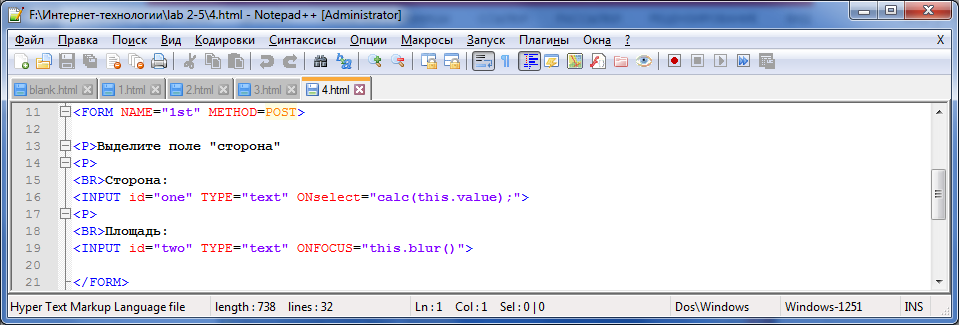 F:\Интернет-технологии\lab 2-5\4.html - Notepad++ [Administrator]
Файл Правка Поиск Вид Кодировки Синтаксисы Опции Макросы Запуск Плагины Окна ? X
blank.html 1.html 2.html 3.html 4.html
11 <FORM NAME="1st" METHOD=POST>
12
13 <P>Выделите поле "сторона"
14 <P>
15 <BR>Сторона:
16 <INPUT id="one" TYPE="text" ONselect="calc(this.value);">
17 <P>
18 <BR>Площадь:
19 <INPUT id="two" TYPE="text" ONFOCUS="this.blur()">
20
21 </FORM>
Hyper Text Markup Language file length : 738 lines : 32 Ln : 1 Col : 1 Sel : 0 | 0 Dos\Windows Windows-1251 INS